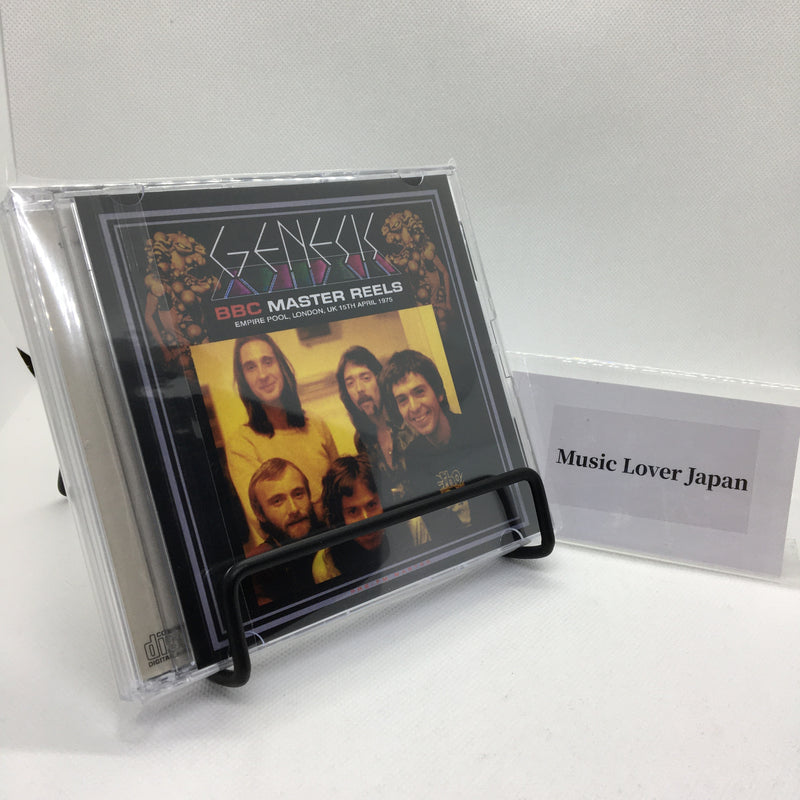 GENESIS
BBC MASTER REELS
EMPIRE POOL, LONDON, UK 15TH APRIL 1975
Music Lover Japan